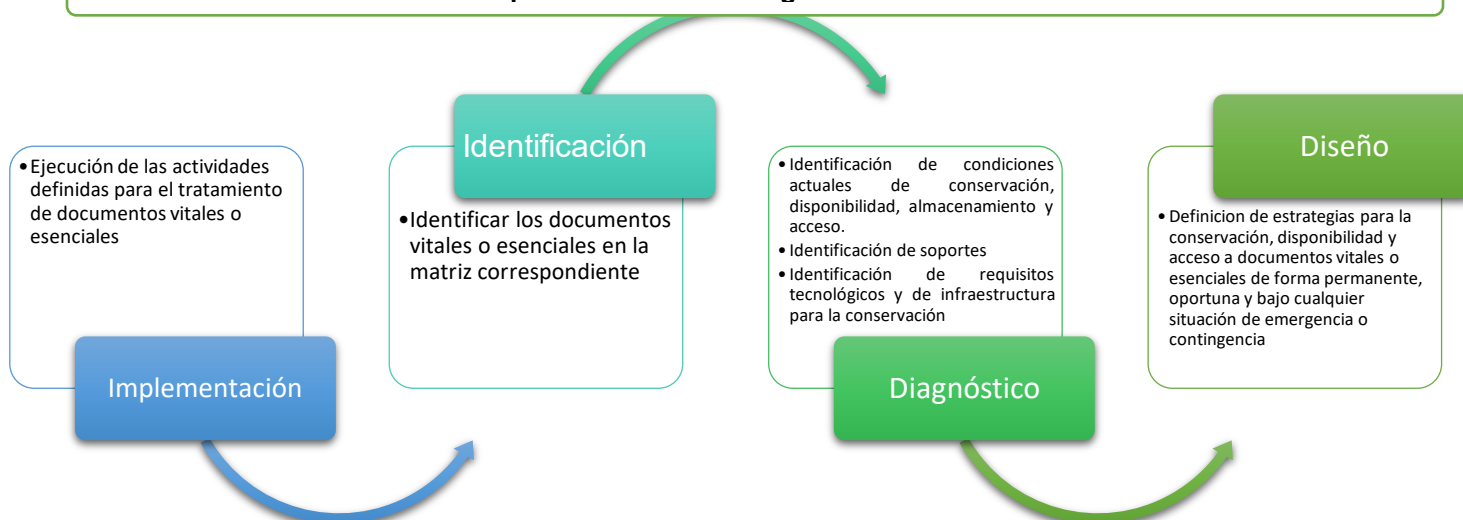 • Ejecución de las actividades
definidas para el tratamiento
de documentos vitales o
esenciales
Implementación
Identificación
•Identificar los documentos
vitales o esenciales en la
matriz correspondiente
• Identificación de condiciones
actuales de conservación,
disponibilidad, almacenamiento y
acceso.
• Identificación de soportes
• Identificación de requisitos
tecnológicos y de infraestructura
para la conservación
Diagnóstico
Diseño
• Definicion de estrategias para la
conservación, disponibilidad y
acceso a documentos vitales o
esenciales de forma permanente,
oportuna y bajo cualquier
situación de emergencia o
contingencia